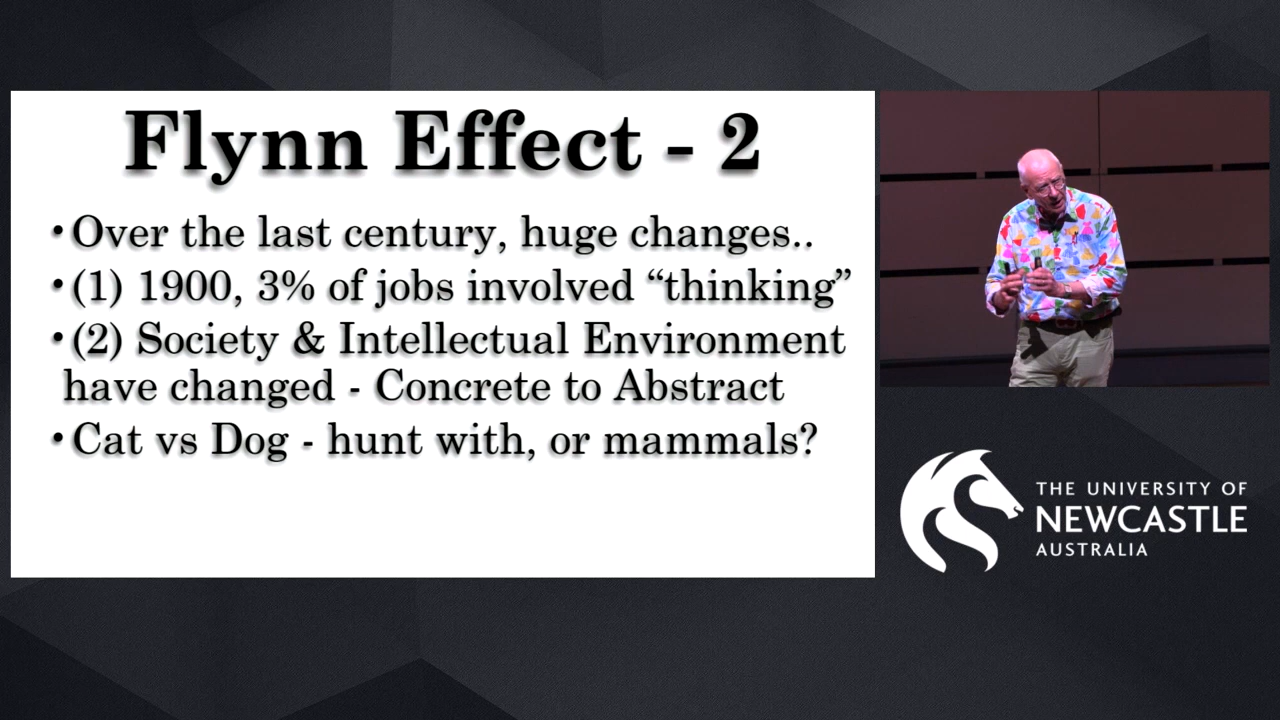 Flynn Effect - 2
•Over the last century, huge changes..
•(1) 1900, 3% of jobs involved “thinking”
•(2) Society & Intellectual Environment
have changed - Concrete to Abstract
•Cat vs Dog - hunt with, or mammals?
THE UNIVERSITY OF
NEWCASTLE
AUSTRALIA